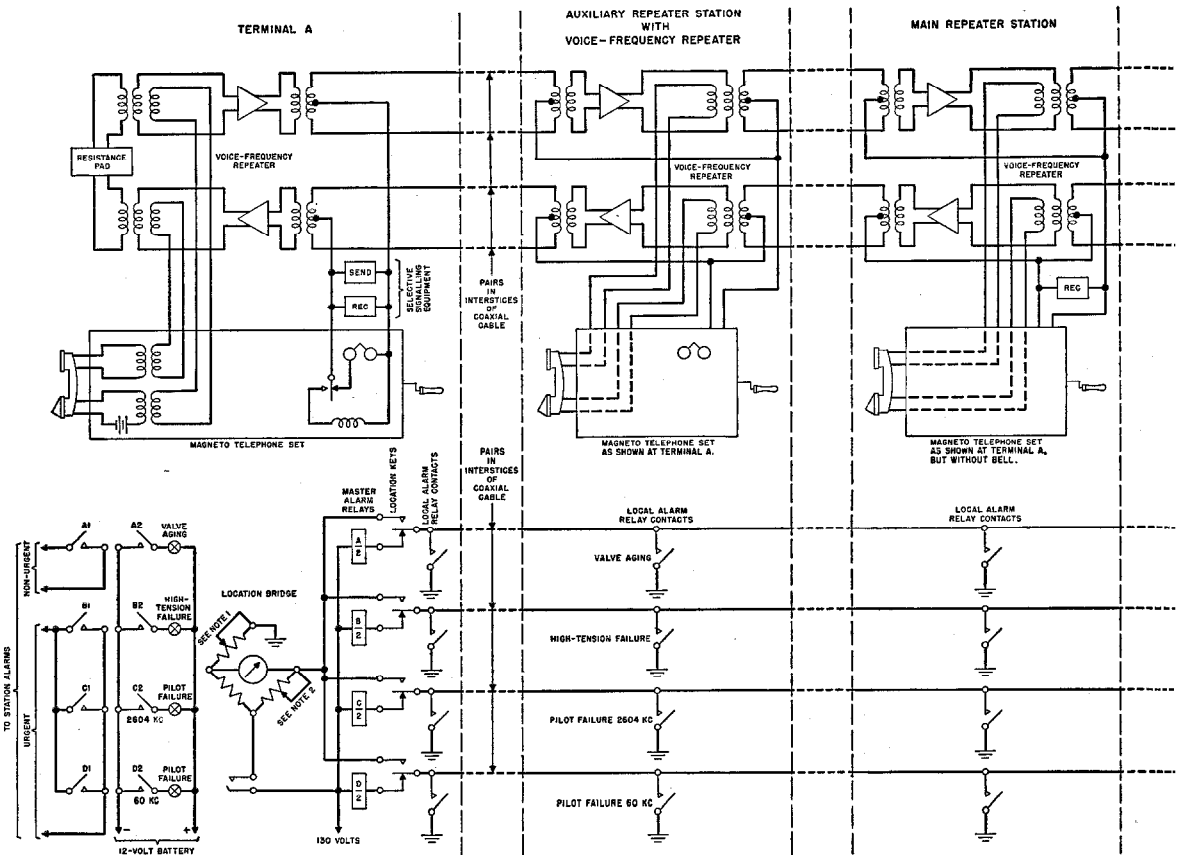 TERMINAL A
AUXILIARY REPEATER STATION
WITH
VOICE-FREQUENCY REPEATER
MAIN REPEATER STATION
RESISTANCE
PAD
VOICE-FREQUENCY
REPEATER
VOICE-FREQUENCY
REPEATER
VOICE-FREQUENCY
REPEATER
SEND
REC
SELECTIVE
SIGNALLING
EQUIPMENT
PAIRS
IN
INTERSTICES
OF
COAXIAL
CABLE
REC
MAGNETO TELEPHONE SET
MAGNETO TELEPHONE SET
AS SHOWN AT TERMINAL A.
MAGNETO TELEPHONE SET
AS SHOWN AT TERMINAL A,
BUT WITHOUT BELL.
PAIRS
IN
INTERSTICES
OF
COAXIAL
CABLE
MASTER
ALARM
RELAYS
LOCATION KEYS
LOCAL ALARM
RELAY CONTACTS
LOCAL ALARM
RELAY CONTACTS
LOCAL ALARM
RELAY CONTACTS
TO STATION ALARMS
NON-URGENT
URGENT
A1
A2
VALVE
AGING
B1
B2
HIGH-
TENSION
FAILURE
C1
C2
PILOT
FAILURE
2604 KC
D1
D2
PILOT
FAILURE
60 KC
-
+
12-VOLT BATTERY
LOCATION BRIDGE
SEE NOTE 1
SEE NOTE 2
A
2
B
2
C
2
D
2
130 VOLTS
VALVE AGING
HIGH-TENSION FAILURE
PILOT FAILURE 2604 KC
PILOT FAILURE 60 KC